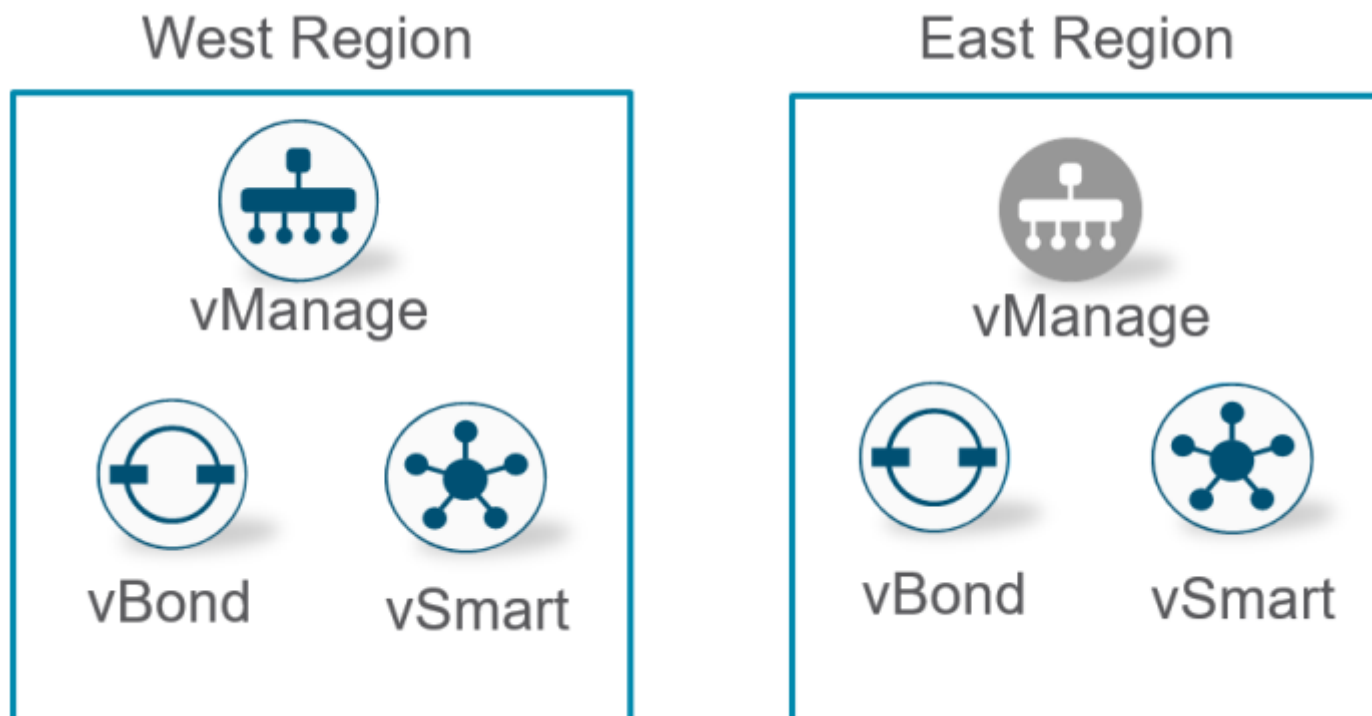 West Region
East Region
vManage
vManage
vBond
vSmart
vBond
vSmart